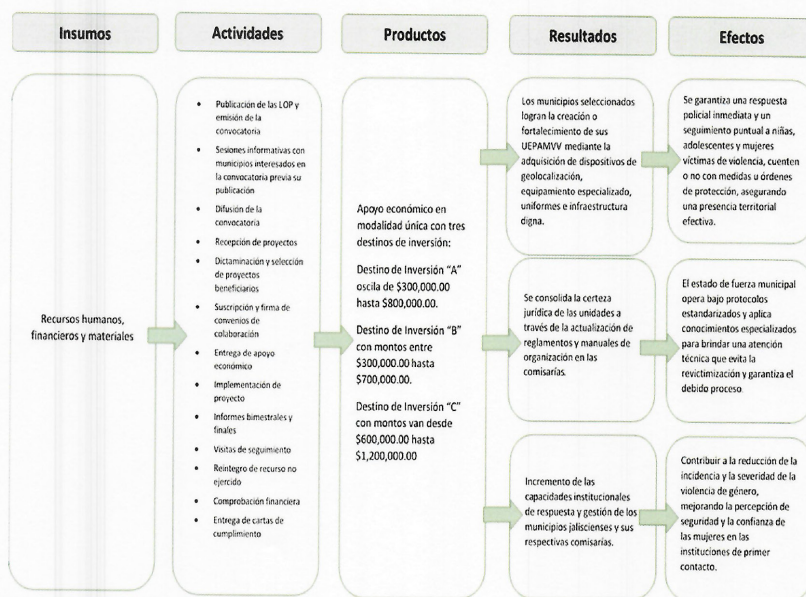 Insumos
Actividades
Productos
Resultados
Efectos
Recursos humanos,
financieros y materiales
• Publicación de las LOP y
emisión de la
convocatoria
• Sesiones informativas con
municipios interesados en
la convocatoria previa su
publicación
• Difusión de la
convocatoria
• Recepción de proyectos
• Dictaminación y selección
de proyectos
beneficiarios
• Suscripción y firma de
convenios de
colaboración
• Entrega de apoyo
económico
• Implementación de
proyecto
• Informes bimestrales y
finales
• Visitas de seguimiento
• Reintegro de recurso no
ejercido
• Comprobación financiera
• Entrega de cartas de
cumplimiento
Apoyo económico en
modalidad única con tres
destinos de inversión:
Destino de Inversión “A”
oscila de $300,000.00
hasta $800,000.00.
Destino de Inversión “B”
con montos entre
$300,000.00 hasta
$700,000.00.
Destino de Inversión “C”
con montos van desde
$600,000.00 hasta
$1,200,000.00
Los municipios seleccionados
logran la creación o
fortalecimiento de sus
UEPAMVV mediante la
adquisición de dispositivos de
geolocalización,
equipamiento especializado,
uniformes e infraestructura
digna.
Se consolida la certeza
jurídica de las unidades a
través de la actualización de
reglamentos y manuales de
organización en las
comisarías.
Incremento de las
capacidades institucionales
de respuesta y gestión de los
municipios jaliscienses y sus
respectivas comisarías.
Se garantiza una respuesta
policial inmediata y un
seguimiento puntual a niñas,
adolescentes y mujeres
víctimas de violencia, cuenten
o no con medidas u órdenes
de protección, asegurando
una presencia territorial
efectiva.
El estado de fuerza municipal
opera bajo protocolos
estandarizados y aplica
conocimientos especializados
para brindar una atención
técnica que evita la
revictimización y garantiza el
debido proceso.
Contribuir a la reducción de la
incidencia y la severidad de la
violencia de género,
mejorando la percepción de
seguridad y la confianza de
las mujeres en las
instituciones de primer
contacto.